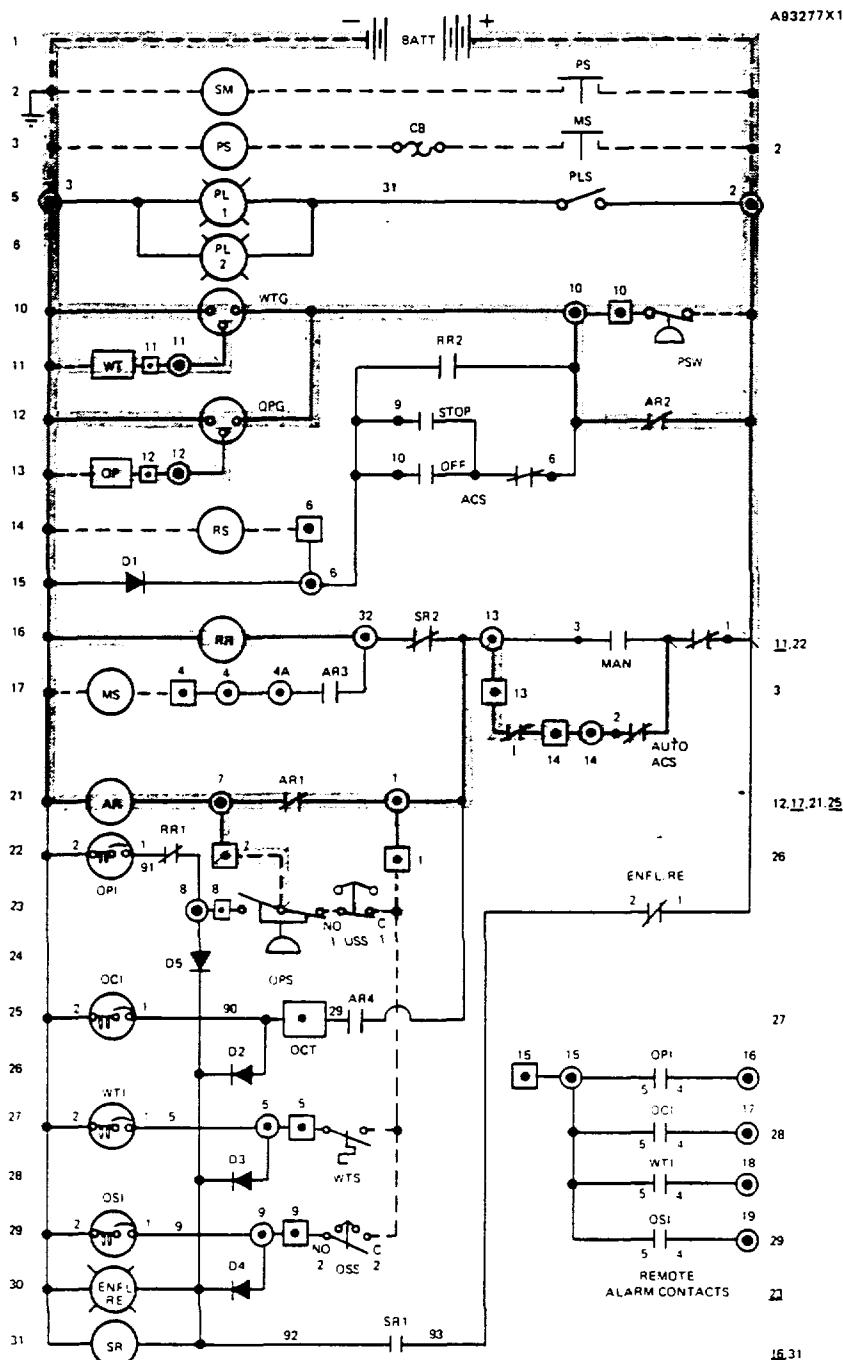 A93277X1
1 − BATT +
2 SM PS
3 PS CB MS 2
5 3 PL 1 31 PLS 2
6 PL 2
10 WTG 10 10 PSW
11 WT 11 11 RR2
12 OPG 9 STOP AR2
13 OP 12 12 10 OFF 6 ACS
14 RS 6
15 D1 6
16 RR 32 SR2 13 3 MAN 1 11,22
17 MS 4 4 4A AR3 13 3
1 14 14 2 AUTO ACS
21 AR 7 AR1 1 12,17,21,25
22 2 1 91 OPI RR1 2 1 26
ENFL.RE
23 8 8 NO 1 USS C 1 2 1
24 D5 OPS
OCI
25 2 1 90 OCT 29 AR4 27
26 D2 15 15 OPI 5 4 16
WTI
27 2 1 5 5 5 OCI 5 4 17 28
28 D3 WTS WTI 5 4 18
OSI
29 2 1 9 9 9 NO 2 OSS C 2 OSI 5 4 19 29
30 ENFL RE D4 REMOTE
ALARM CONTACTS 23
31 SR 92 SR1 93 16,31